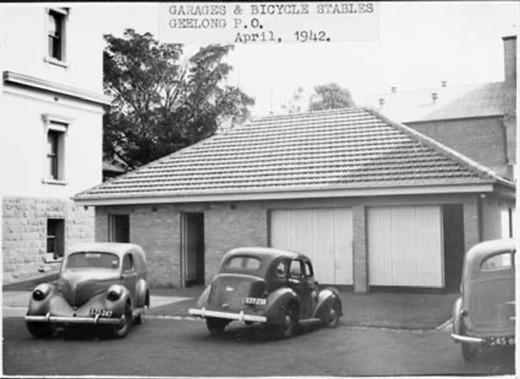 GARAGES & BICYCLE STABLES
GEELONG P.O.
April, 1942.